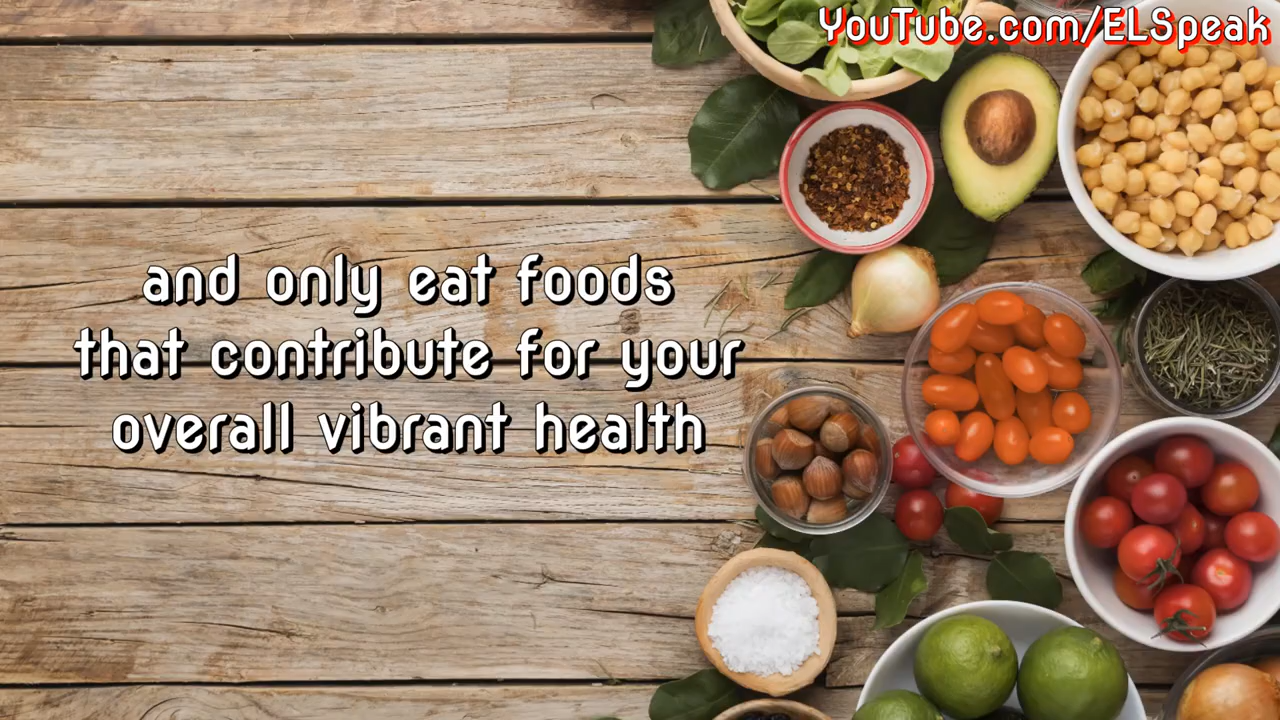 YouTube.com/ELSpeak
and only eat foods
that contribute for your
overall vibrant health